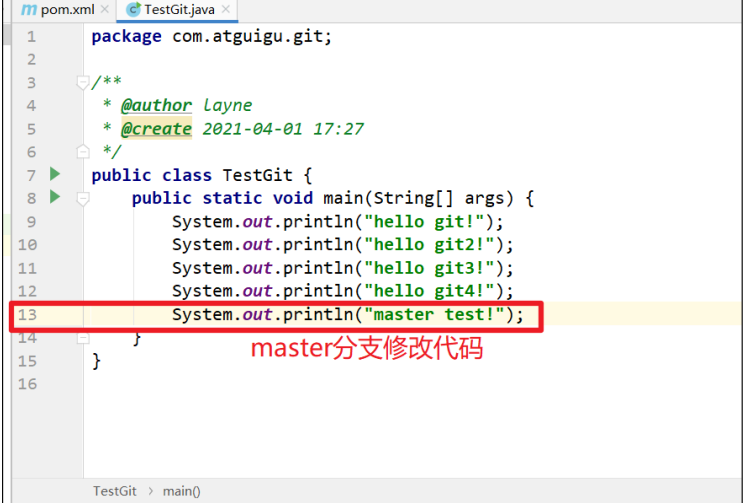 m pom.xml × C TestGit.java ×
1 package com.atguigu.git;
2
3 /**
4 * @author layne
5 * @create 2021-04-01 17:27
6 */
7 public class TestGit {
8 public static void main(String[] args) {
9 System.out.println("hello git!");
10 System.out.println("hello git2!");
11 System.out.println("hello git3!");
12 System.out.println("hello git4!");
13 System.out.println("master test!");
14 }
master分支修改代码
15 }
16
TestGit > main()